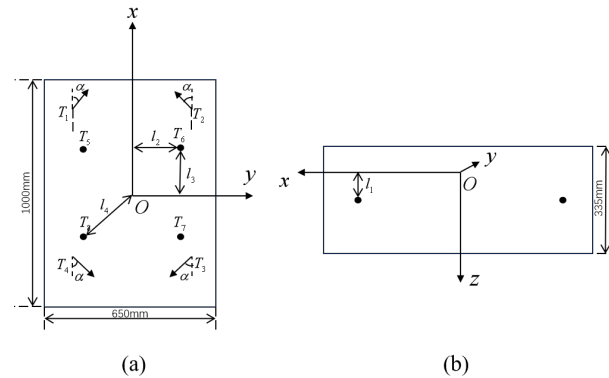 x
α
α
T₁
T₂
T₅
l₂
T₆
l₃
O
y
l₄
T₇
T₄
α
T₃
α
1000mm
650mm
(a)
x
y
O
l₁
z
335mm
(b)